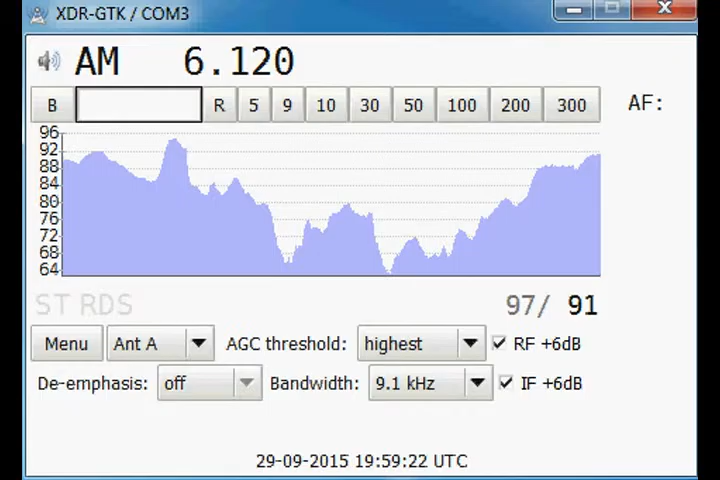 XDR-GTK / COM3
AM 6.120
B R 5 9 10 30 50 100 200 300 AF:
96
92
88
84
80
76
72
68
64
ST RDS 97/ 91
Menu Ant A AGC threshold: highest RF +6dB
De-emphasis: off Bandwidth: 9.1 kHz IF +6dB
29-09-2015 19:59:22 UTC